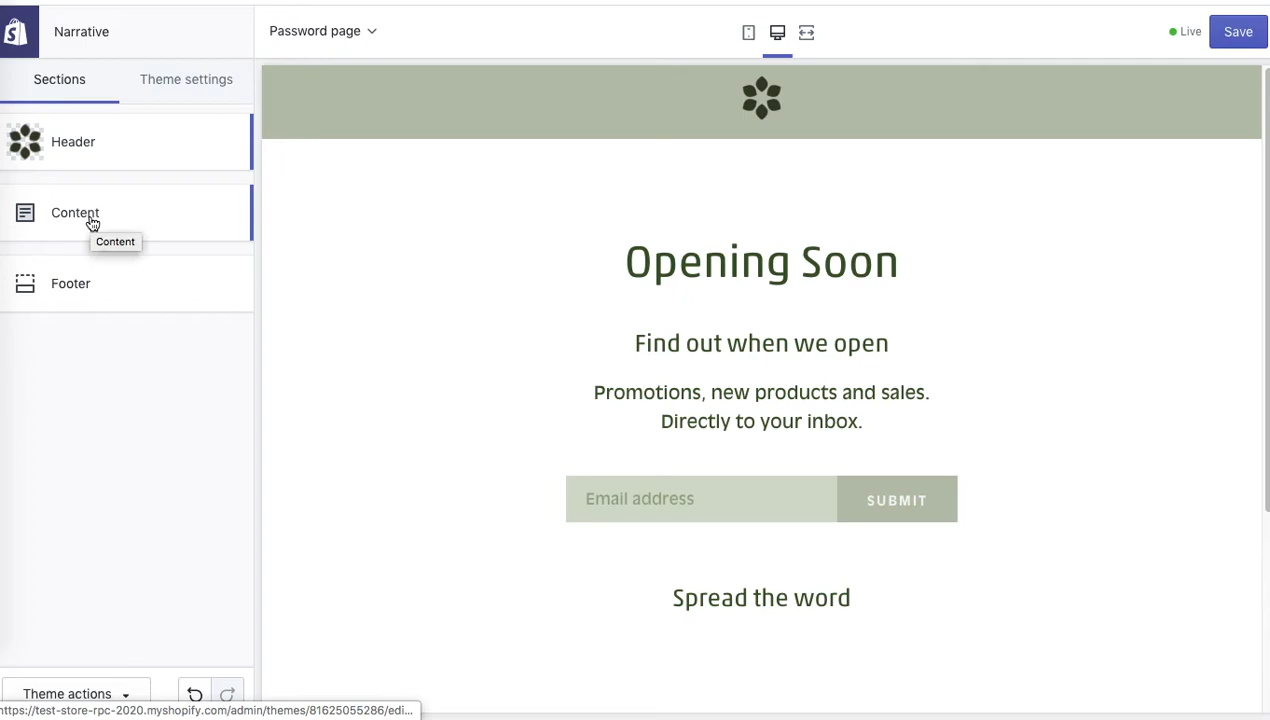 Narrative
Password page
Live
Save
Sections
Theme settings
Header
Content
Content
Footer
Opening Soon
Find out when we open
Promotions, new products and sales.
Directly to your inbox.
Email address
SUBMIT
Spread the word
Theme actions
https://test-store-rpc-2020.myshopify.com/admin/themes/81625055286/edi...